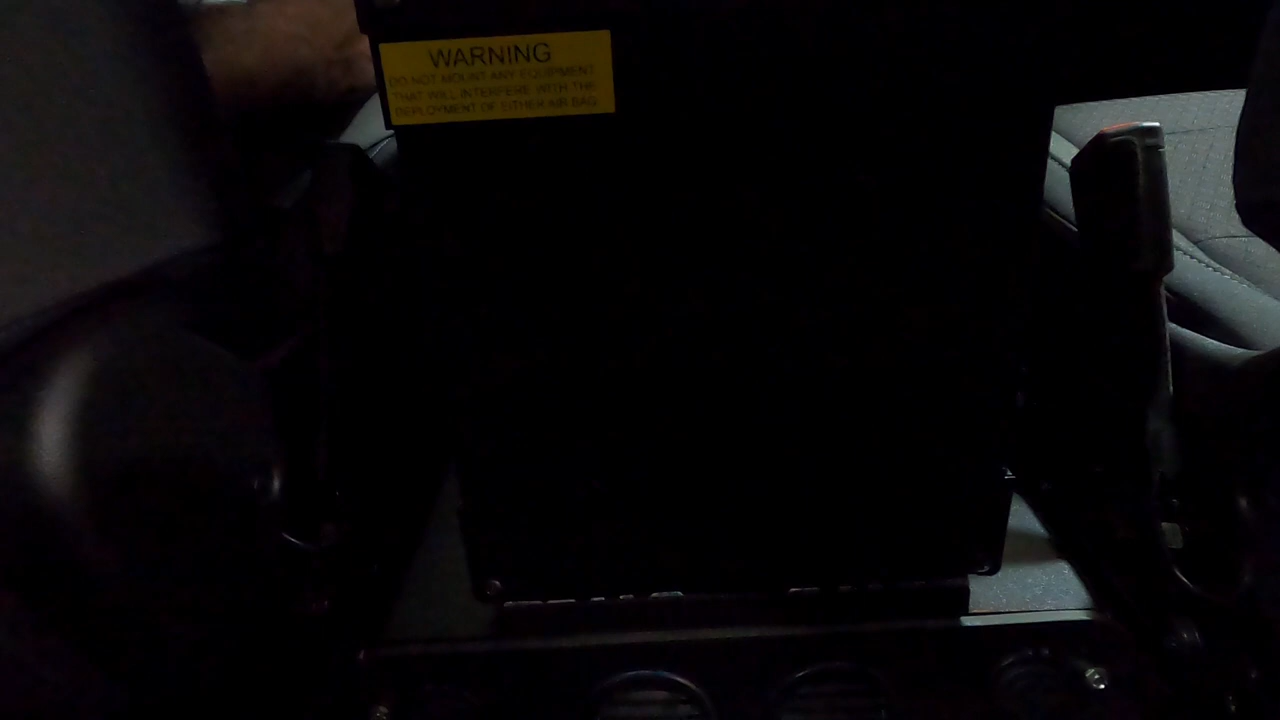 WARNING
DO NOT MOUNT ANY EQUIPMENT
THAT WILL INTERFERE WITH THE
DEPLOYMENT OF EITHER AIR BAG